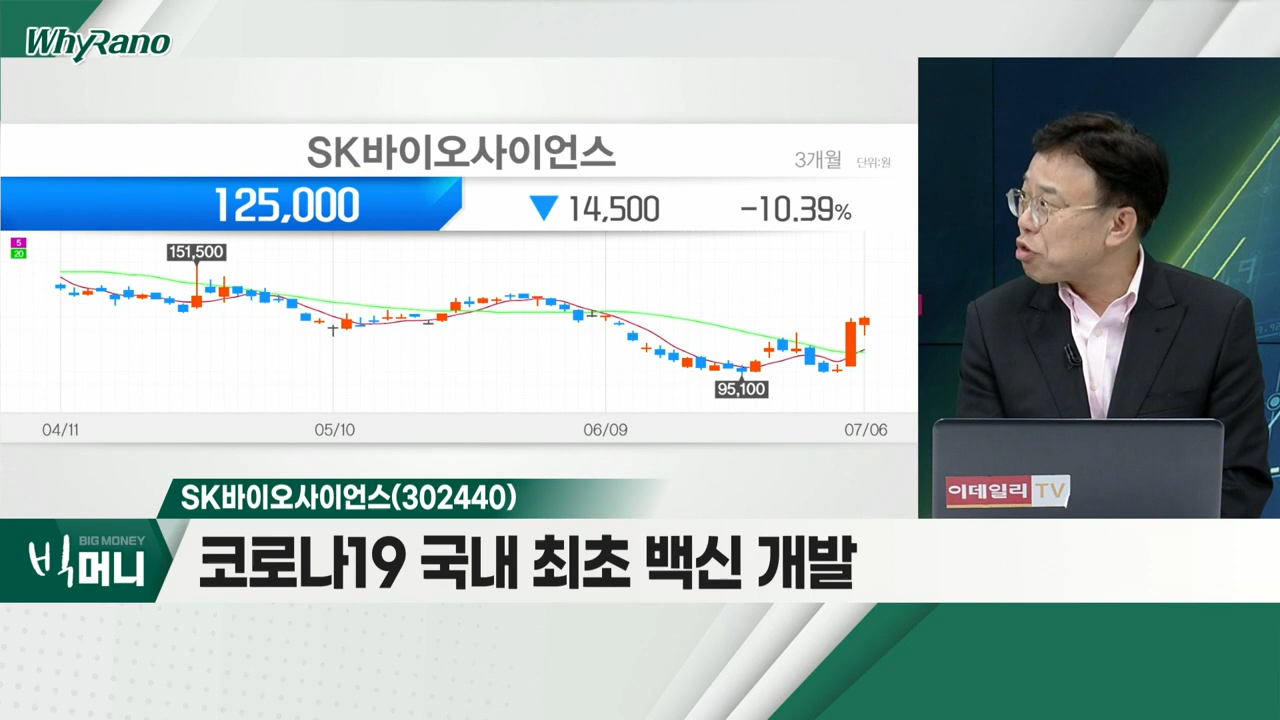 WhyRano
SK바이오사이언스
3개월 단위:원
125,000 ▼ 14,500 -10.39%
5
20
151,500
95,100
04/11 05/10 06/09 07/06
이데일리 TV
SK바이오사이언스(302440)
BIG MONEY
빅머니
코로나19 국내 최초 백신 개발